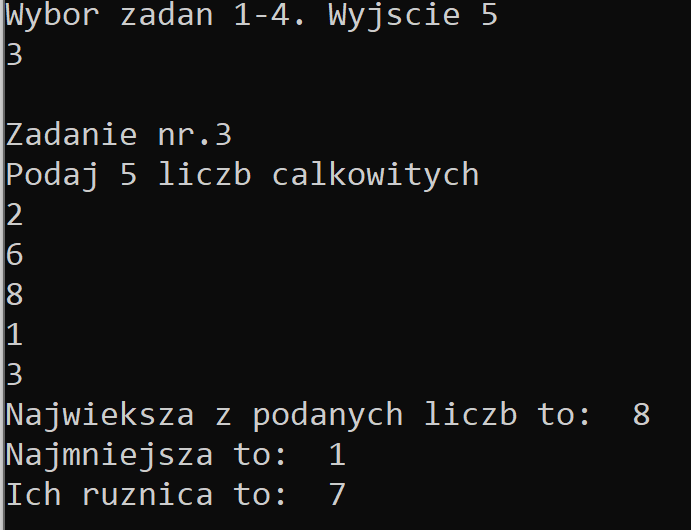 Wybor zadan 1-4. Wyjscie 5
3
Zadanie nr.3
Podaj 5 liczb calkowitych
2
6
8
1
3
Najwieksza z podanych liczb to:  8
Najmniejsza to:  1
Ich ruznica to:  7